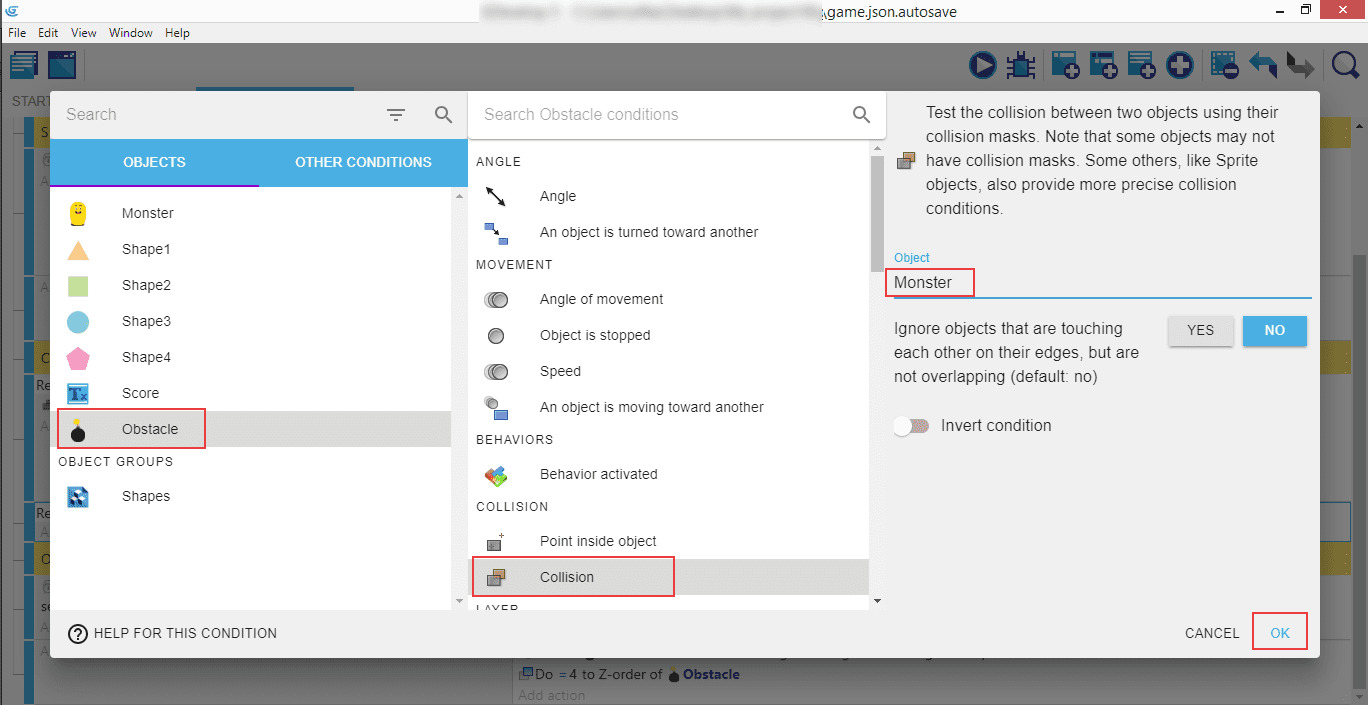 \game.json.autosave
File Edit View Window Help
START
Search
Search Obstacle conditions
OBJECTS
OTHER CONDITIONS
Monster
Shape1
Shape2
Shape3
Shape4
Score
Obstacle
OBJECT GROUPS
Shapes
ANGLE
Angle
An object is turned toward another
MOVEMENT
Angle of movement
Object is stopped
Speed
An object is moving toward another
BEHAVIORS
Behavior activated
COLLISION
Point inside object
Collision
LAYER
Test the collision between two objects using their
collision masks. Note that some objects may not
have collision masks. Some others, like Sprite
objects, also provide more precise collision
conditions.
Object
Monster
Ignore objects that are touching
each other on their edges, but are
not overlapping (default: no)
YES
NO
Invert condition
HELP FOR THIS CONDITION
CANCEL
OK
Do =4 to Z-order of Obstacle
Add action